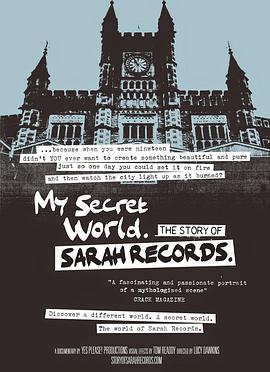 ...because when you were nineteen
didn't YOU ever want to create something beautiful and pure
just so one day you could set it on fire
and then watch the city light up as it burned?
My Secret
World. THE STORY OF
SARAH RECORDS.
"A fascinating and passionate portrait
of a mythologised scene"
CRACK MAGAZINE
Discover a different world. A secret world.
The world of Sarah Records.
A DOCUMENTARY BY YES PLEASE! PRODUCTIONS VISUAL EFFECTS BY TOM READDY DIRECTED BY LUCY DAWKINS
STORYOFSARAHRECORDS.COM